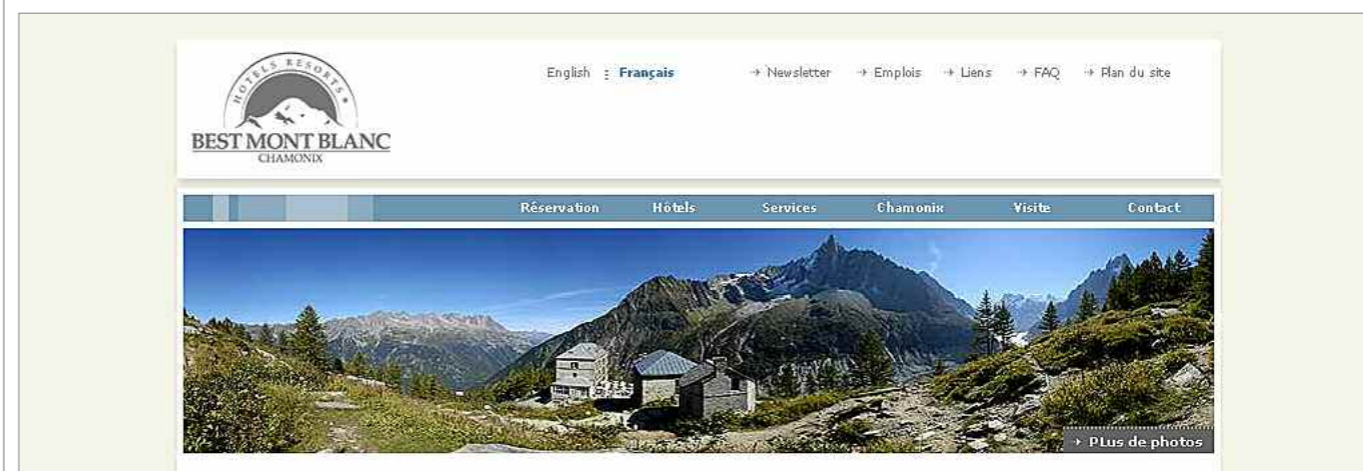 HOTELS RESORTS
BEST MONT BLANC
CHAMONIX
English : Français → Newsletter → Emplois → Liens → FAQ → Plan du site
Réservation Hôtels Services Chamonix Visite Contact
→ PLus de photos